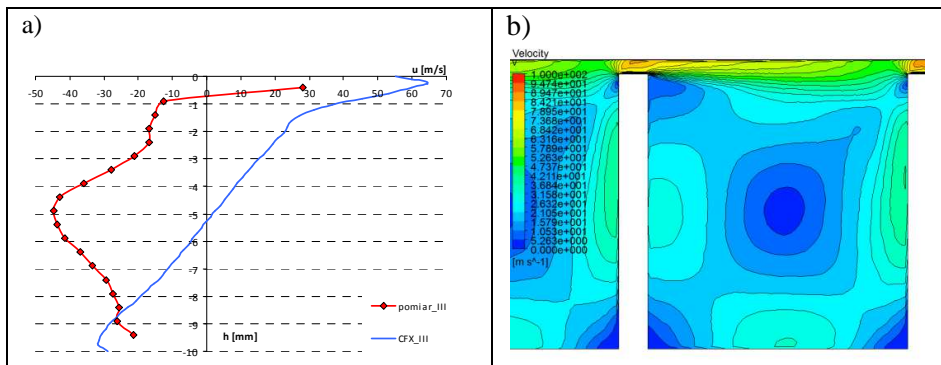 a)
u [m/s]
-50 -40 -30 -20 -10 0 10 20 30 40 50 60 70
0
-1
-2
-3
-4
-5
-6
-7
-8
-9
-10
h [mm]
pomiar_III
CFX_III
b)
Velocity
1.000e+002
9.474e+001
8.947e+001
8.421e+001
7.895e+001
7.368e+001
6.842e+001
6.316e+001
5.789e+001
5.263e+001
4.737e+001
4.211e+001
3.684e+001
3.158e+001
2.632e+001
2.105e+001
1.579e+001
1.053e+001
5.263e+000
0.000e+000
[m s^-1]